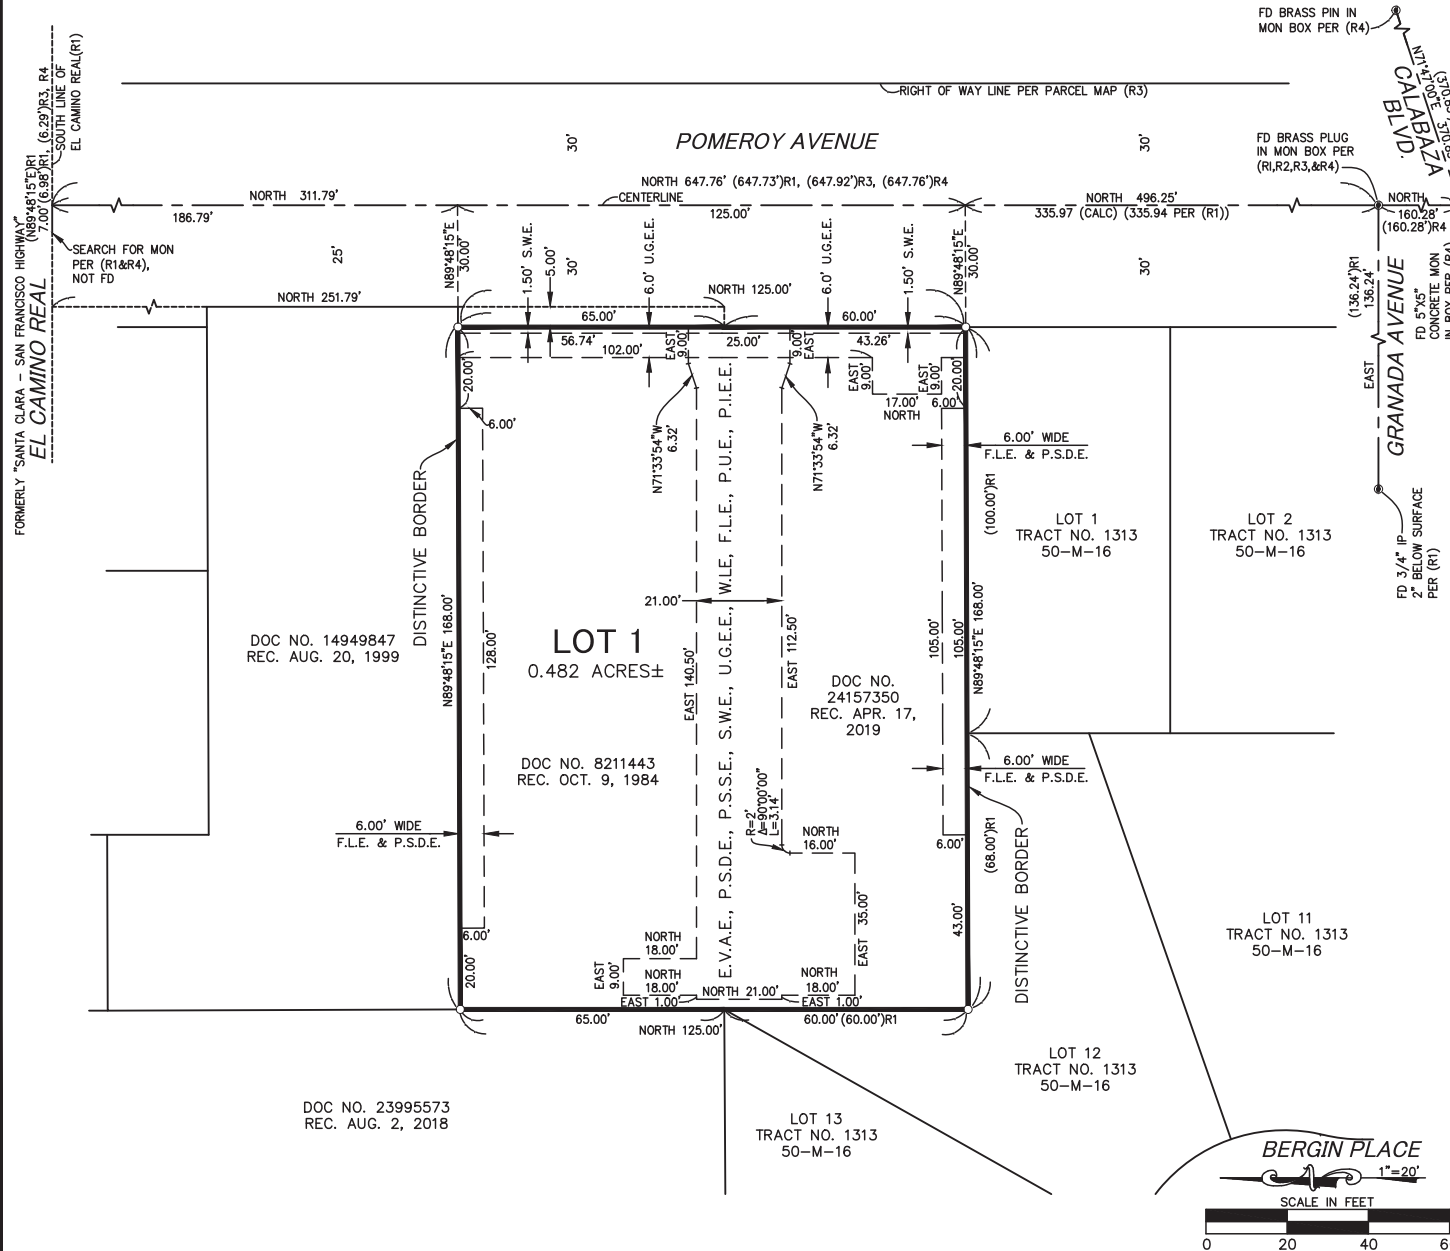 FD BRASS PIN IN
MON BOX PER (R4)
N71°47'00"E
CALABAZA
BLVD.
RIGHT OF WAY LINE PER PARCEL MAP (R3)
POMEROY AVENUE
30'
30'
FD BRASS PLUG
IN MON BOX PER
(R1,R2,R3,&R4)
SOUTH LINE OF
EL CAMINO REAL(R1)
(N89°48'15"E)R1
7.00' (6.98')R1, (6.29')R3, R4
FORMERLY "SANTA CLARA - SAN FRANCISCO HIGHWAY"
EL CAMINO REAL
NORTH 311.79'
186.79'
NORTH 647.76' (647.73')R1, (647.92')R3, (647.76')R4
CENTERLINE
125.00'
NORTH 496.25'
335.97 (CALC) (335.94 PER (R1))
NORTH
160.28'
(160.28')R4
SEARCH FOR MON
PER (R1&R4),
NOT FD
25'
N89°48'15"E
30.00'
1.50' S.W.E.
5.00'
30'
6.0' U.G.E.E.
6.0' U.G.E.E.
1.50' S.W.E.
N89°48'15"E
30.00'
30'
(136.24')R1
136.24'
EAST
GRANADA AVENUE
FD 5"X5"
CONCRETE MON
IN BOX PER (R4)
NORTH 251.79'
NORTH 125.00'
65.00'
60.00'
56.74'
102.00'
EAST
9.00'
25.00'
EAST
9.00'
43.26'
20.00'
6.00'
N71°33'54"W
6.32'
N71°33'54"W
6.32'
EAST
9.00'
17.00'
NORTH
EAST
9.00'
6.00'
20.00'
6.00' WIDE
F.L.E. & P.S.D.E.
(100.00')R1
LOT 1
TRACT NO. 1313
50-M-16
LOT 2
TRACT NO. 1313
50-M-16
FD 3/4" IP
2" BELOW SURFACE
PER (R1)
DISTINCTIVE BORDER
DOC NO. 14949847
REC. AUG. 20, 1999
N89°48'15"E 168.00'
128.00'
LOT 1
0.482 ACRES±
21.00'
EAST 140.50'
E.V.A.E., P.S.D.E., P.S.S.E., S.W.E., U.G.E.E., W.LE, F.L.E., P.U.E., P.I.E.E.
EAST 112.50'
DOC NO.
24157350
REC. APR. 17,
2019
105.00'
105.00'
N89°48'15"E 168.00'
DOC NO. 8211443
REC. OCT. 9, 1984
6.00' WIDE
F.L.E. & P.S.D.E.
6.00' WIDE
F.L.E. & P.S.D.E.
R=2'
Δ=90°00'00"
L=3.14'
NORTH
16.00'
6.00'
(68.00')R1
DISTINCTIVE BORDER
EAST 35.00'
43.00'
6.00'
20.00'
NORTH
18.00'
EAST
9.00'
NORTH
18.00'
EAST 1.00'
NORTH 21.00'
NORTH
18.00'
EAST 1.00'
65.00'
NORTH 125.00'
60.00' (60.00')R1
LOT 11
TRACT NO. 1313
50-M-16
LOT 12
TRACT NO. 1313
50-M-16
DOC NO. 23995573
REC. AUG. 2, 2018
LOT 13
TRACT NO. 1313
50-M-16
BERGIN PLACE
1"=20'
SCALE IN FEET
0 20 40